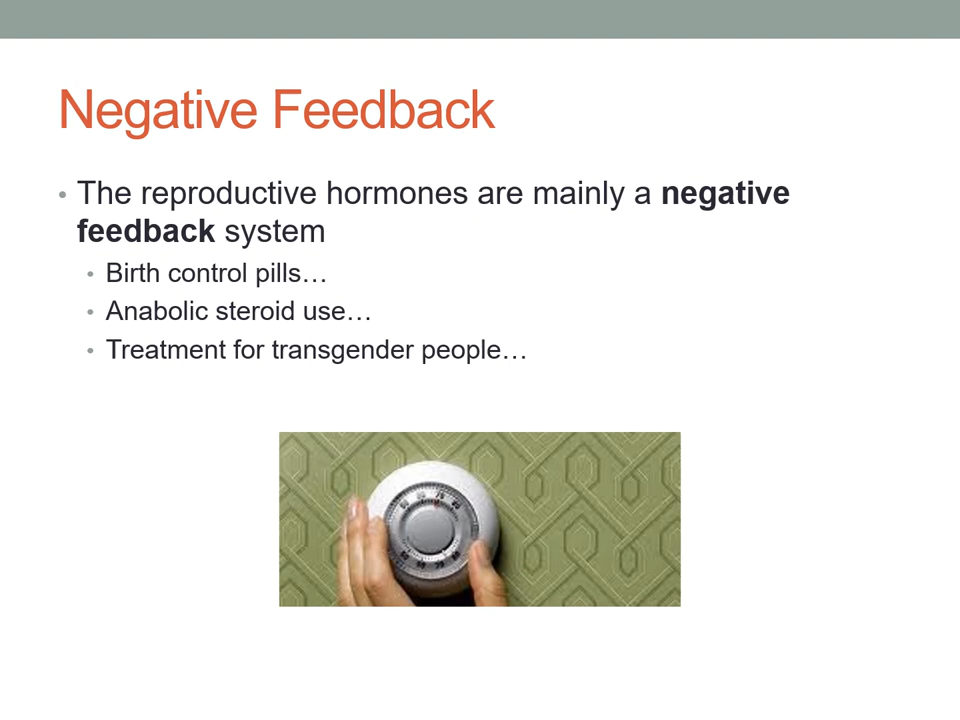 Negative Feedback
• The reproductive hormones are mainly a negative
feedback system
• Birth control pills…
• Anabolic steroid use…
• Treatment for transgender people…